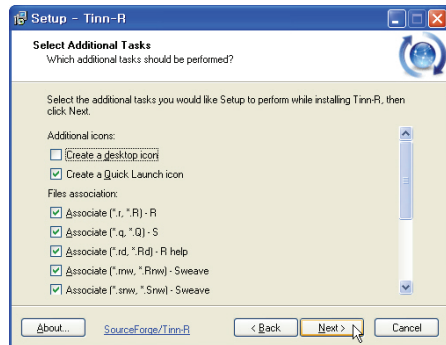 Setup - Tinn-R
Select Additional Tasks
Which additional tasks should be performed?
Select the additional tasks you would like Setup to perform while installing Tinn-R, then
click Next.
Additional icons:
Create a desktop icon
Create a Quick Launch icon
Files association:
Associate (*.r, *.R) - R
Associate (*.q, *.Q) - S
Associate (*.rd, *.Rd) - R help
Associate (*.rnw, *.Rnw) - Sweave
Associate (*.snw, *.Snw) - Sweave
About... SourceForge/Tinn-R < Back Next > Cancel